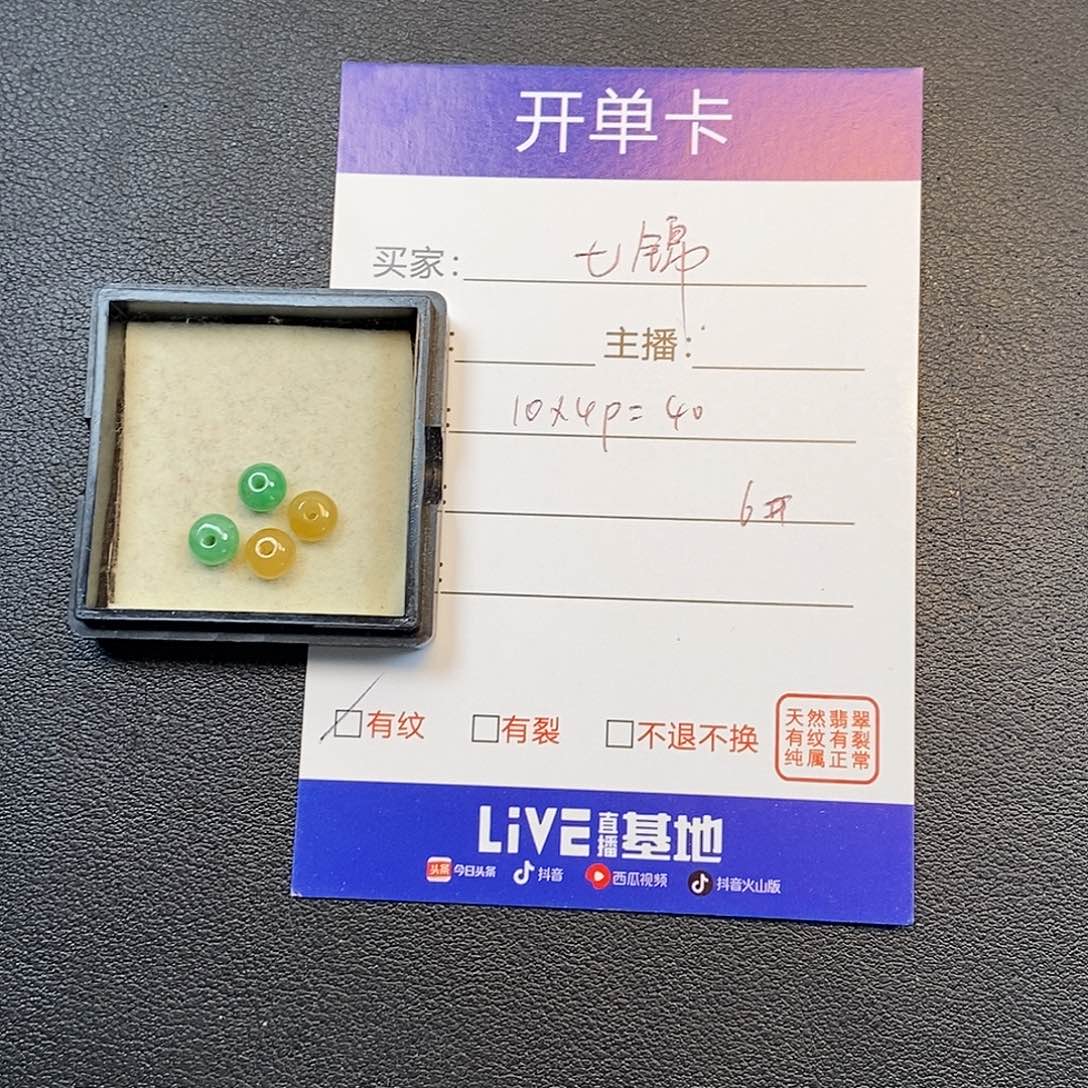 开单卡
买家： 七锦
主播：
10×4p=40
6#
有纹 有裂 不退不换
天然翡翠
有纹有裂
纯属正常
LiVE直播基地
头条 今日头条 抖音 西瓜视频 抖音火山版